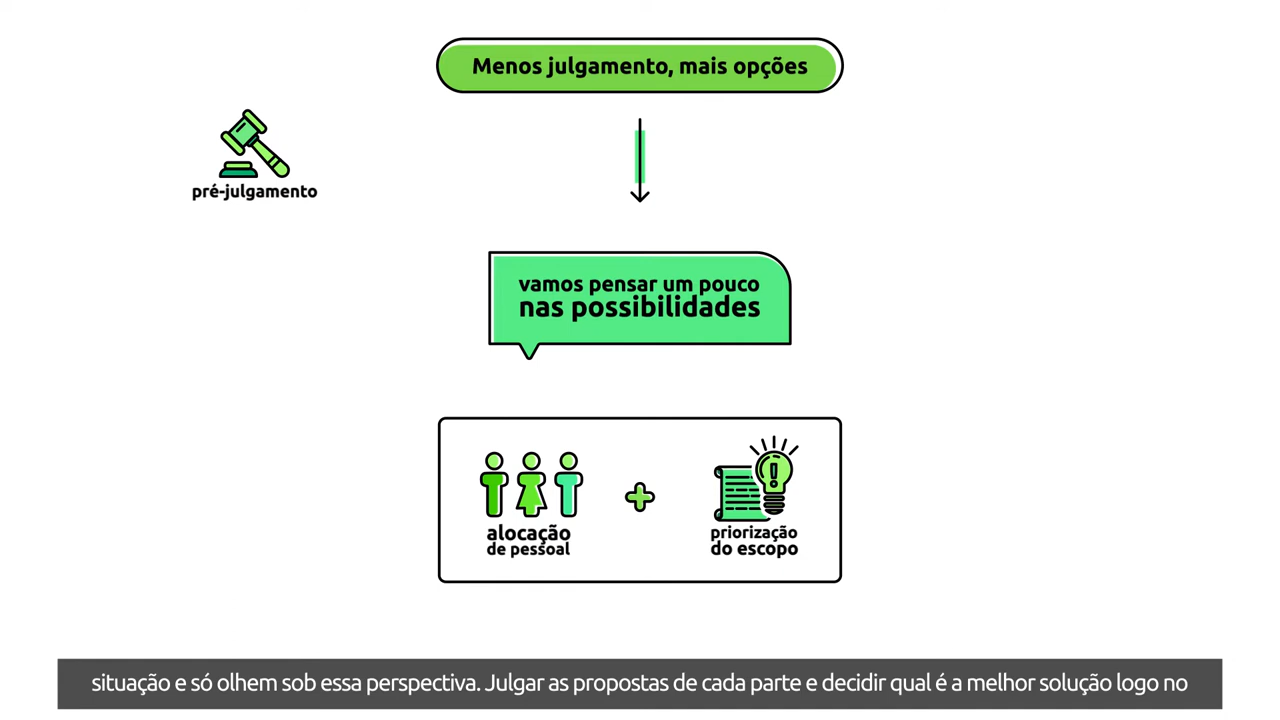 Menos julgamento, mais opções
pré-julgamento
vamos pensar um pouco
nas possibilidades
alocação
de pessoal
priorização
do escopo
situação e só olhem sob essa perspectiva. Julgar as propostas de cada parte e decidir qual é a melhor solução logo no